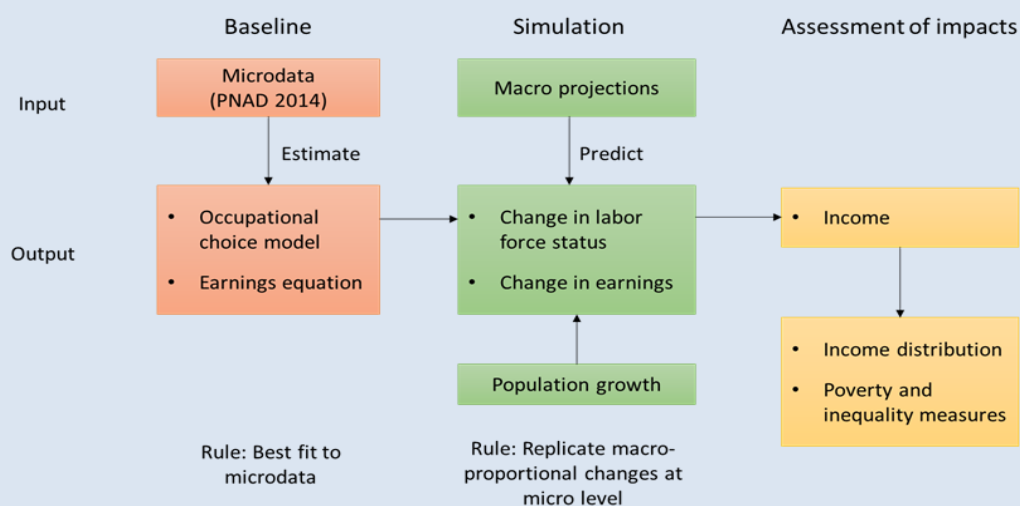 Baseline
Simulation
Assessment of impacts
Input
Microdata
(PNAD 2014)
Macro projections
Estimate
Predict
Output
• Occupational
choice model
• Earnings equation
• Change in labor
force status
• Change in earnings
• Income
Population growth
• Income distribution
• Poverty and
inequality measures
Rule: Best fit to
microdata
Rule: Replicate macro-
proportional changes at
micro level